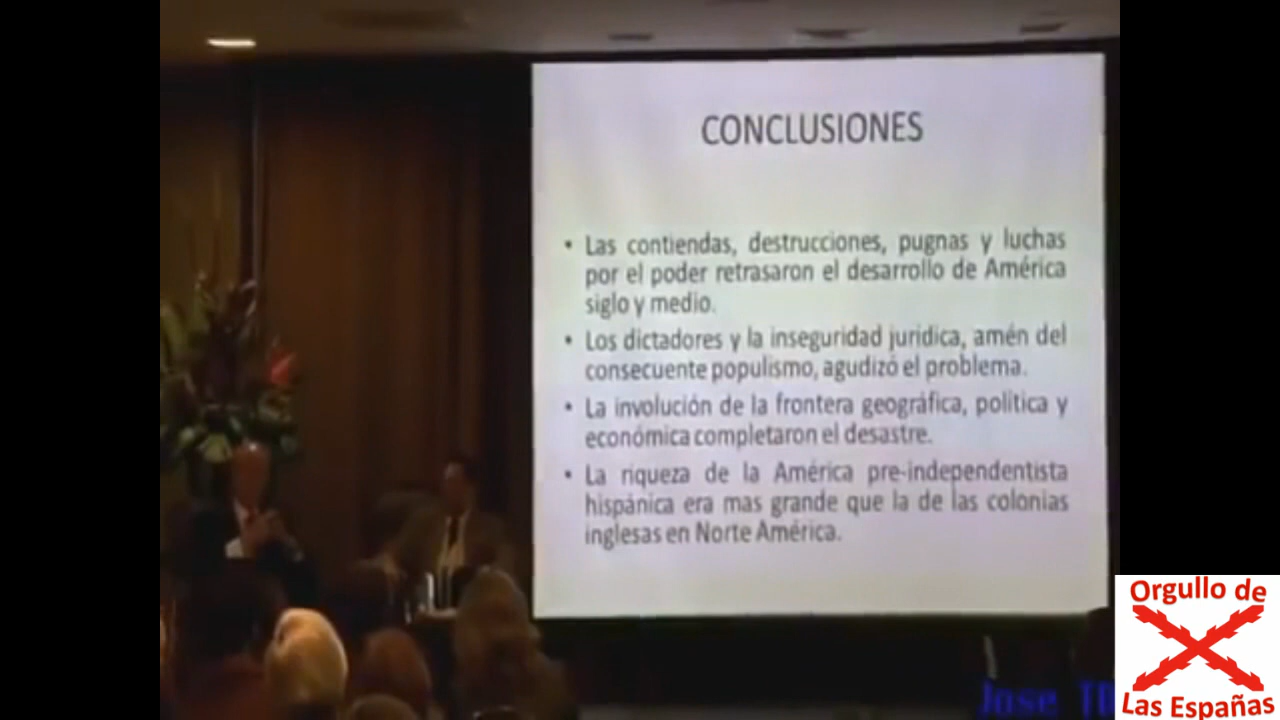 CONCLUSIONES
• Las contiendas, destrucciones, pugnas y luchas
por el poder retrasaron el desarrollo de América
siglo y medio.
• Los dictadores y la inseguridad jurídica, amén del
consecuente populismo, agudizó el problema.
• La involución de la frontera geográfica, política y
económica completaron el desastre.
• La riqueza de la América pre-independentista
hispánica era mas grande que la de las colonias
inglesas en Norte América.
Orgullo de
Las Españas
Jose